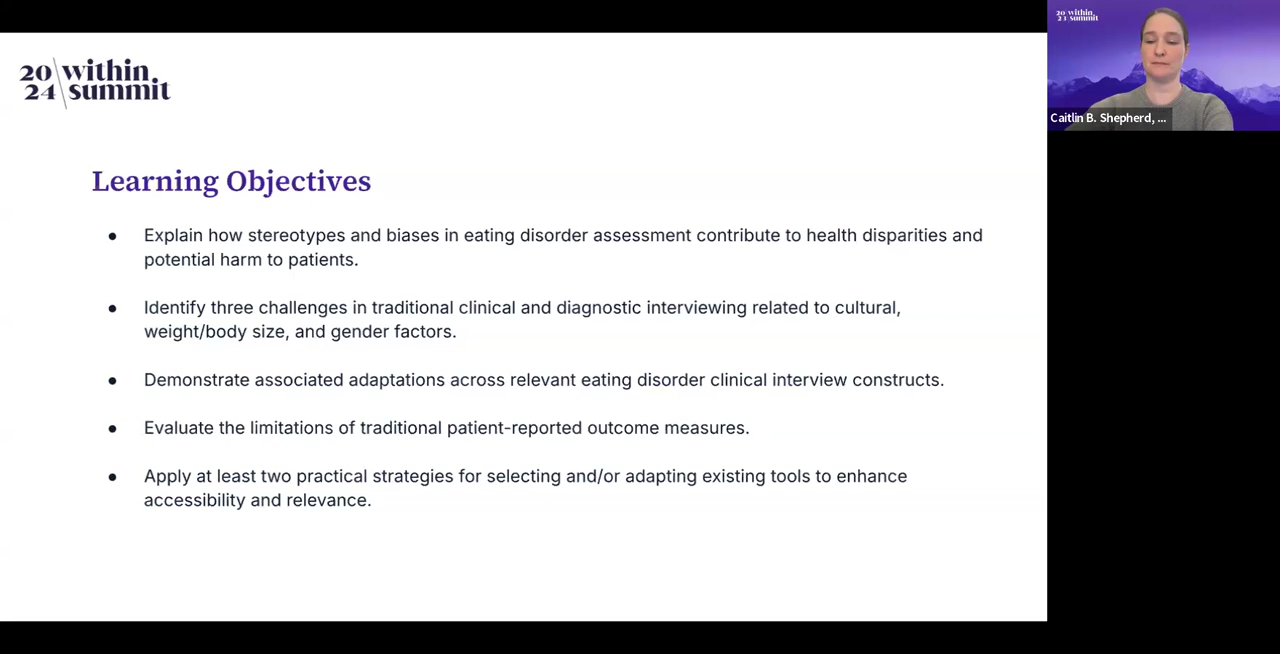 20 within
24 summit
Learning Objectives
● Explain how stereotypes and biases in eating disorder assessment contribute to health disparities and
potential harm to patients.
● Identify three challenges in traditional clinical and diagnostic interviewing related to cultural,
weight/body size, and gender factors.
● Demonstrate associated adaptations across relevant eating disorder clinical interview constructs.
● Evaluate the limitations of traditional patient-reported outcome measures.
● Apply at least two practical strategies for selecting and/or adapting existing tools to enhance
accessibility and relevance.
20 within
24 summit
Caitlin B. Shepherd, ...